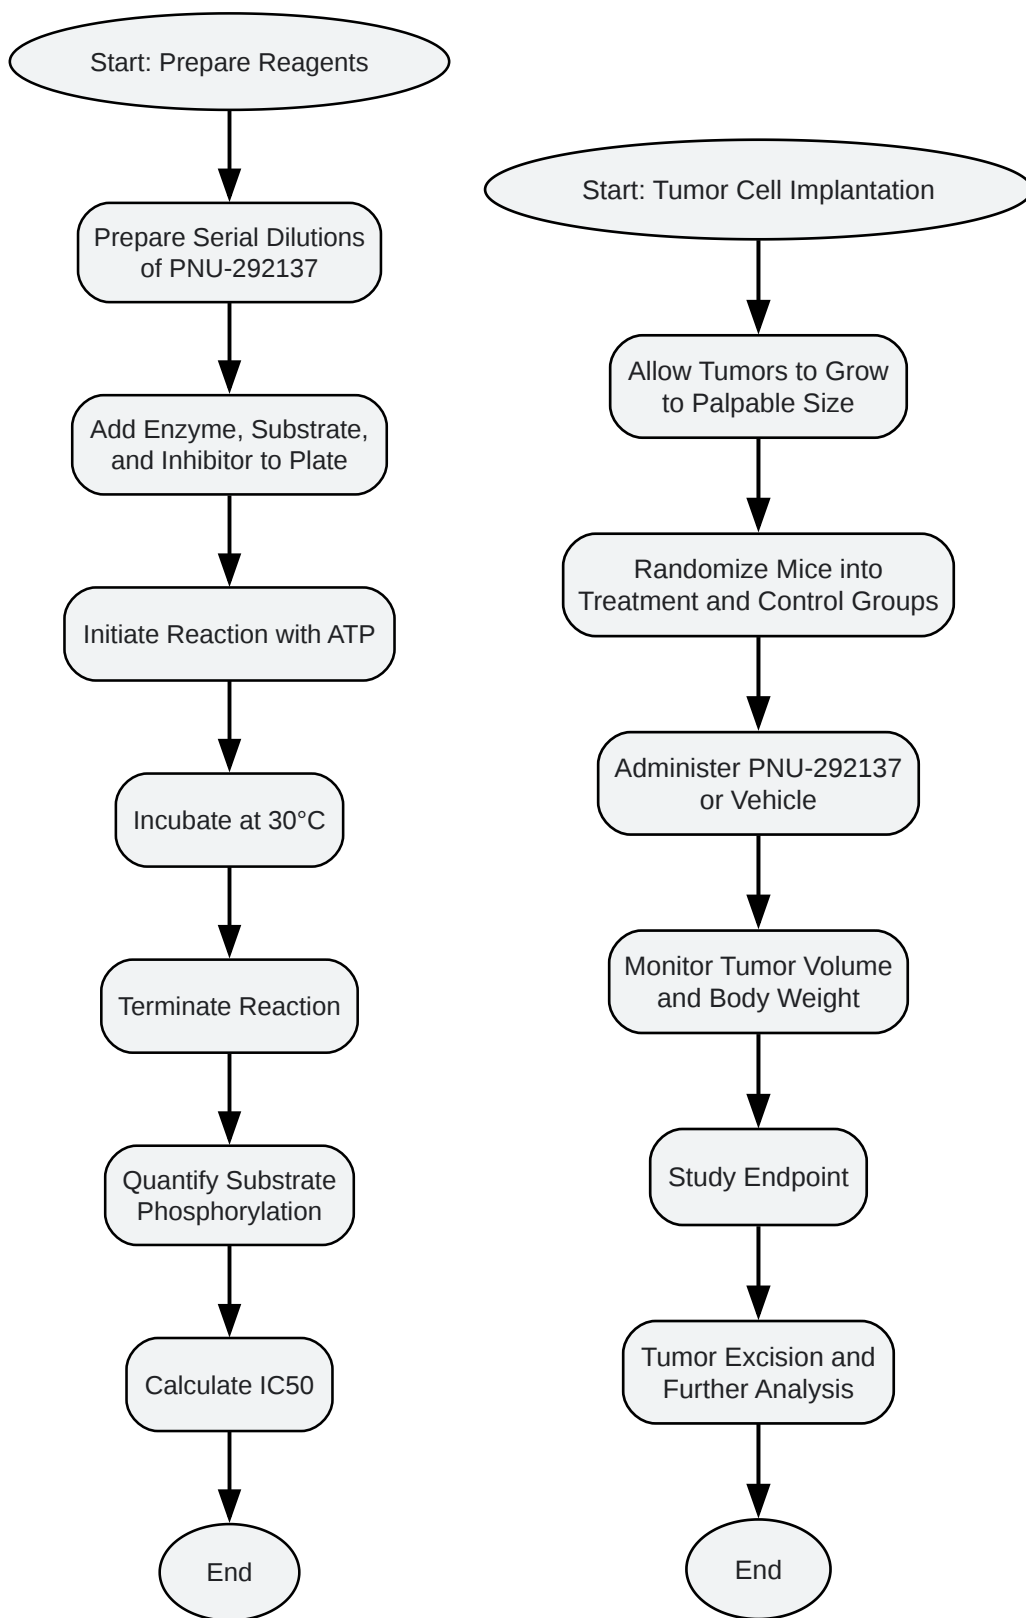 Start: Prepare Reagents
Prepare Serial Dilutions
of PNU-292137
Add Enzyme, Substrate,
and Inhibitor to Plate
Initiate Reaction with ATP
Incubate at 30°C
Terminate Reaction
Quantify Substrate
Phosphorylation
Calculate IC50
End
Start: Tumor Cell Implantation
Allow Tumors to Grow
to Palpable Size
Randomize Mice into
Treatment and Control Groups
Administer PNU-292137
or Vehicle
Monitor Tumor Volume
and Body Weight
Study Endpoint
Tumor Excision and
Further Analysis
End